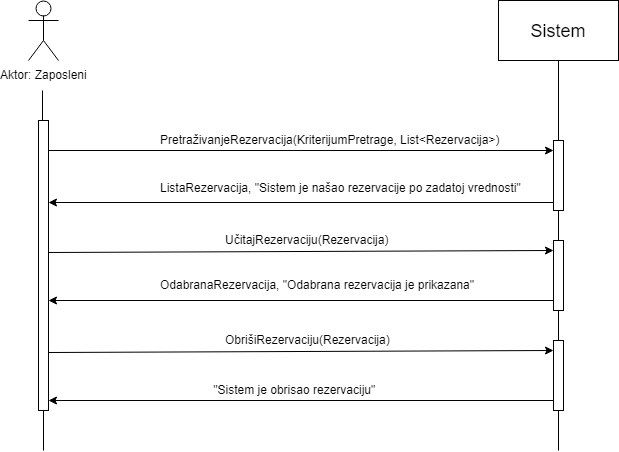 Sistem
Aktor: Zaposleni
PretraživanjeRezervacija(KriterijumPretrage, List<Rezervacija>)
ListaRezervacija, "Sistem je našao rezervacije po zadatoj vrednosti"
UčitajRezervaciju(Rezervacija)
OdabranaRezervacija, "Odabrana rezervacija je prikazana"
ObrišiRezervaciju(Rezervacija)
"Sistem je obrisao rezervaciju"